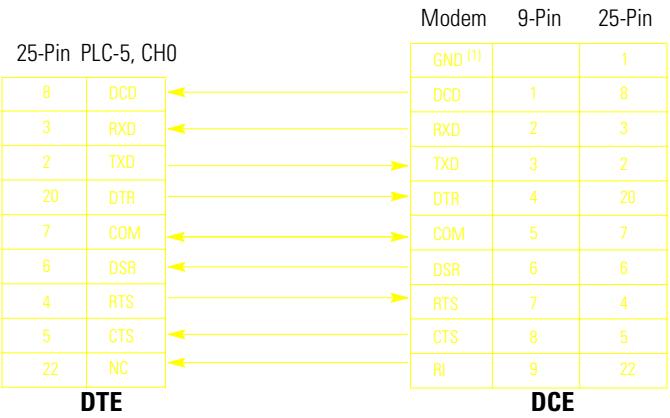 Modem 9-Pin 25-Pin
25-Pin PLC-5, CH0
GND (1) 1
8 DCD DCD 1 8
3 RXD RXD 2 3
2 TXD TXD 3 2
20 DTR DTR 4 20
7 COM COM 5 7
6 DSR DSR 6 6
4 RTS RTS 7 4
5 CTS CTS 8 5
22 NC RI 9 22
DTE DCE